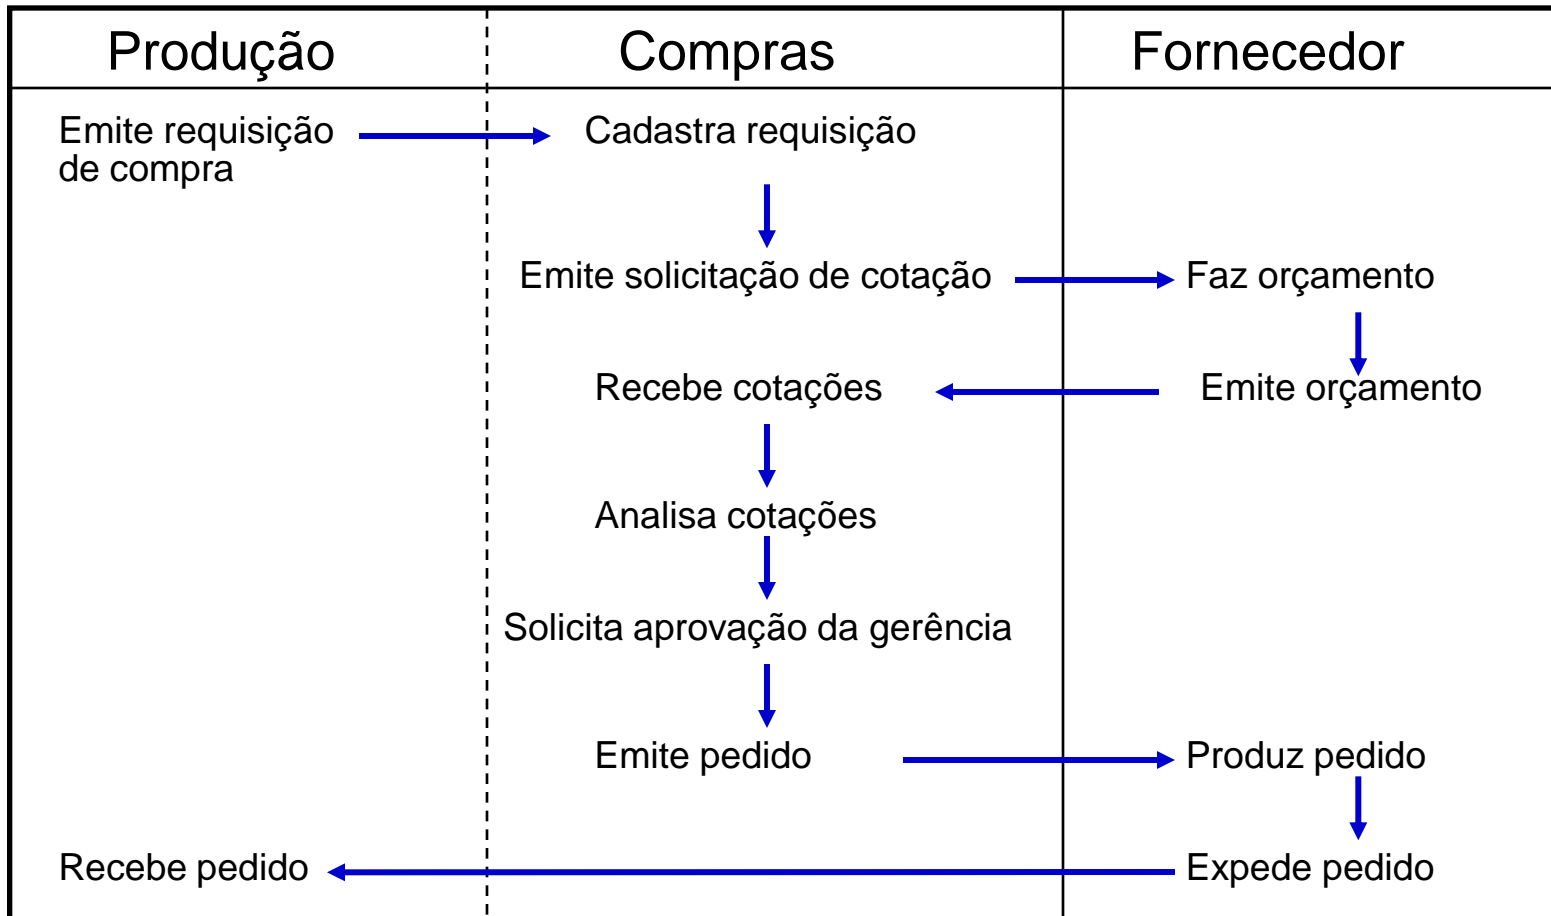 Produção
Compras
Fornecedor
Emite requisição
de compra
Cadastra requisição
Emite solicitação de cotação
Faz orçamento
Recebe cotações
Emite orçamento
Analisa cotações
Solicita aprovação da gerência
Emite pedido
Produz pedido
Recebe pedido
Expede pedido